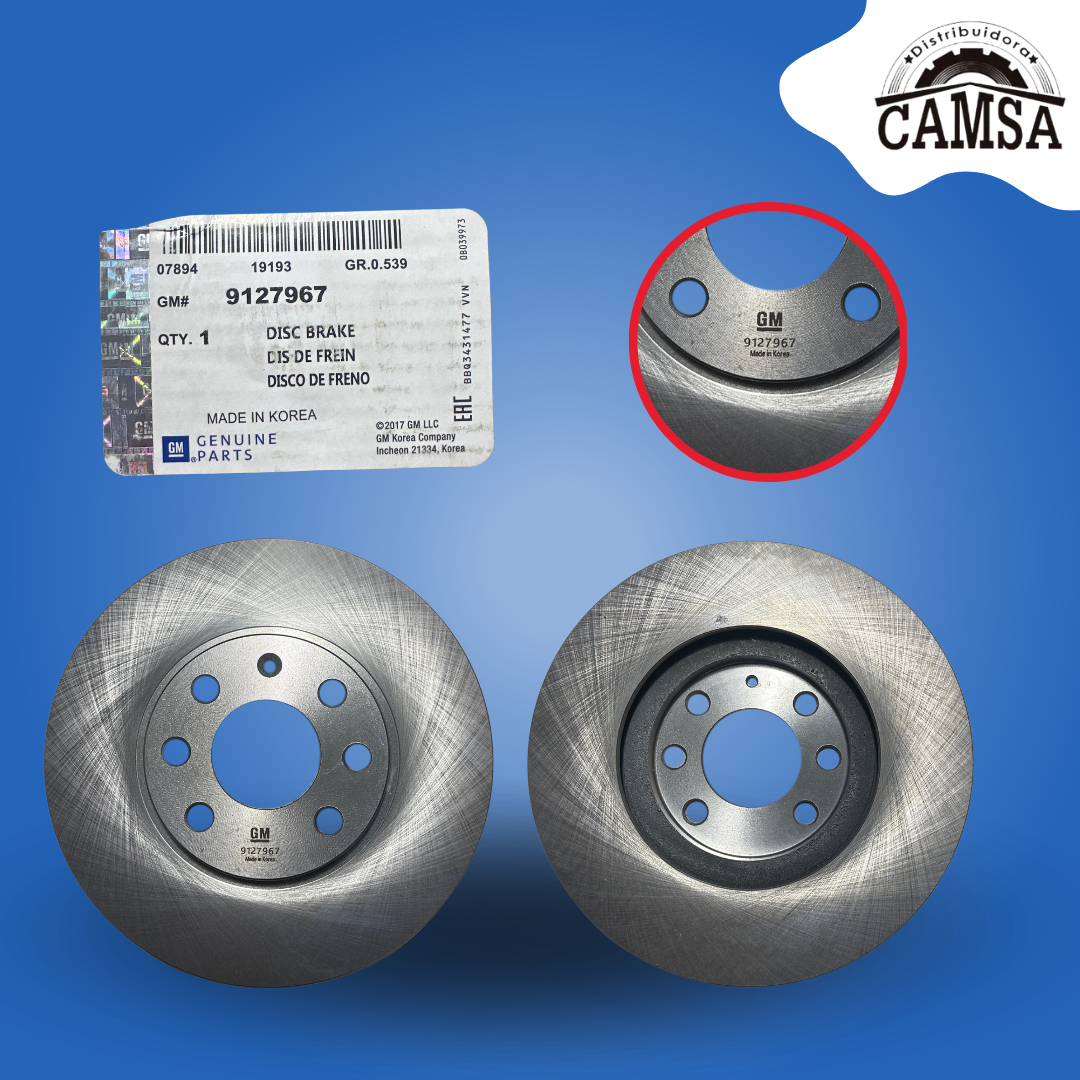 ★Distribuidora★
CAMSA
07894 19193 GR.0.539
GM# 9127967
QTY. 1 DISC BRAKE
DIS DE FREIN
DISCO DE FRENO
MADE IN KOREA
GM GENUINE
®PARTS
©2017 GM LLC
GM Korea Company
Incheon 21334, Korea
EAC
BBQ3431477 VVN
0B039973
GM
9127967
Made in Korea
GM
9127967
Made in Korea